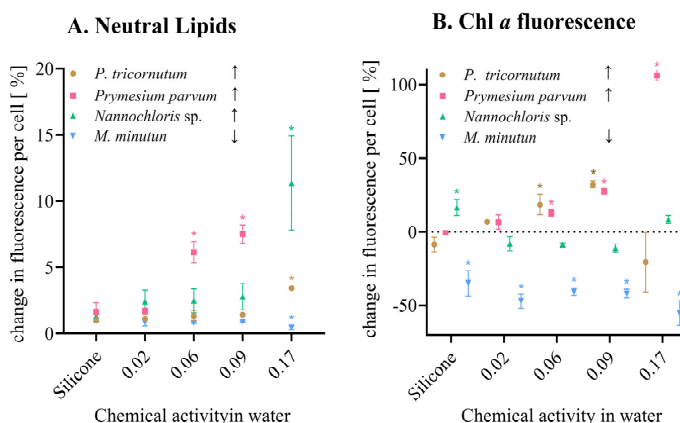 A. Neutral Lipids
change in fluorescence per cell [ %]
20
15
10
5
0
P. tricornutum ↑
Prymesium parvum ↑
Nannochloris sp. ↑
M. minutun ↓
* * * * *
Silicone 0.02 0.06 0.09 0.17
Chemical activityin water
B. Chl a fluorescence
change in fluorescence per cell [ %]
100
50
0
-50
P. tricornutum ↑
Prymesium parvum ↑
Nannochloris sp.
M. minutun ↓
* * * * * * * * * * *
Silicone 0.02 0.06 0.09 0.17
Chemical activity in water